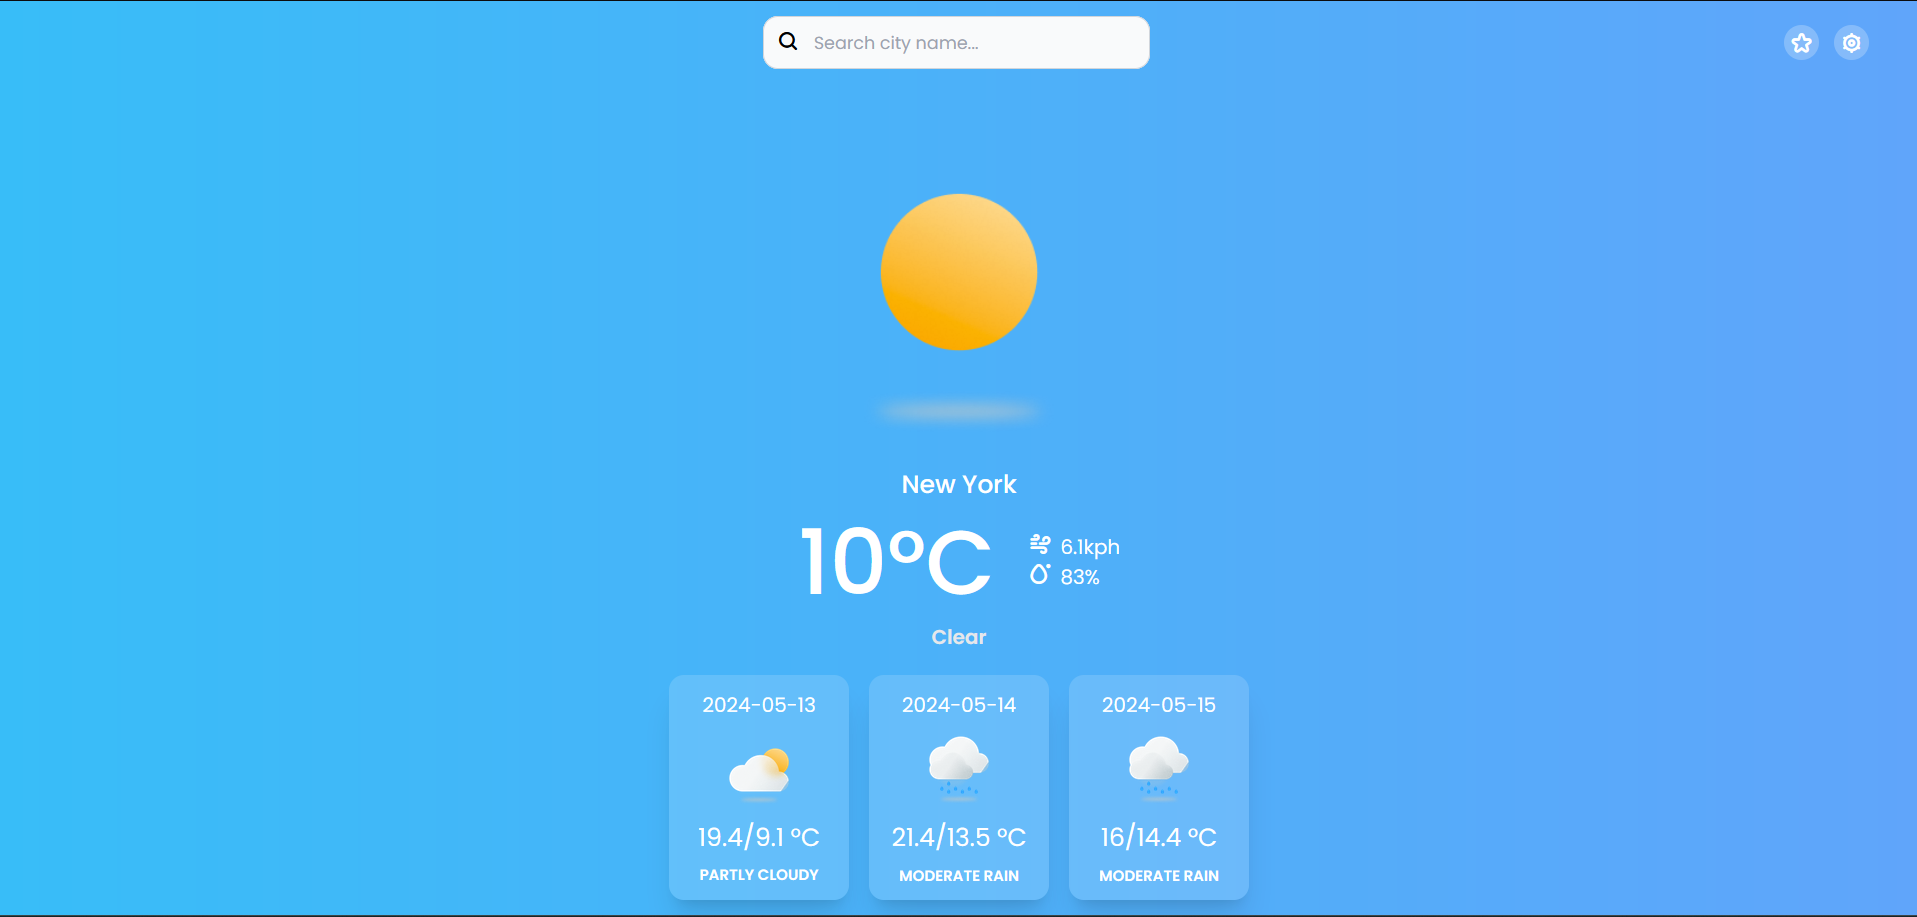 Search city name...
New York
10°C
6.1kph
83%
Clear
2024-05-13
19.4/9.1 °C
PARTLY CLOUDY
2024-05-14
21.4/13.5 °C
MODERATE RAIN
2024-05-15
16/14.4 °C
MODERATE RAIN